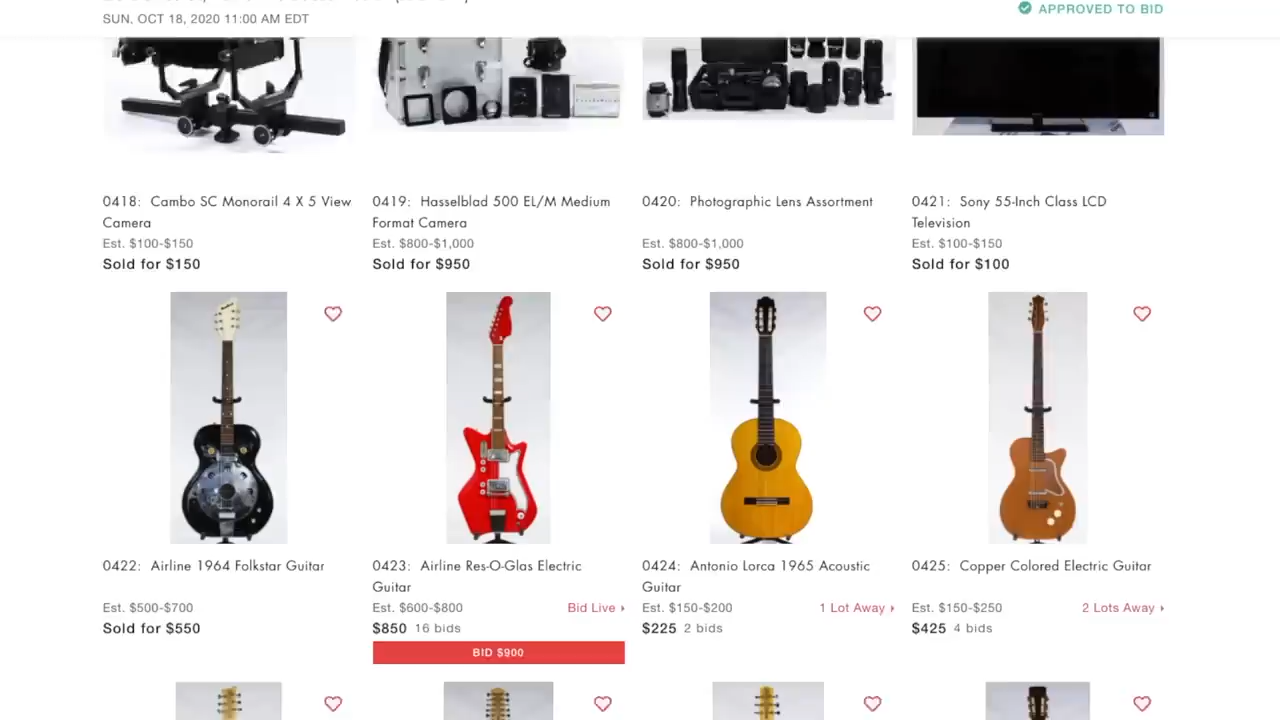 SUN, OCT 18, 2020 11:00 AM EDT
APPROVED TO BID
0418: Cambo SC Monorail 4 X 5 View
Camera
Est. $100-$150
Sold for $150
0419: Hasselblad 500 EL/M Medium
Format Camera
Est. $800-$1,000
Sold for $950
0420: Photographic Lens Assortment
Est. $800-$1,000
Sold for $950
0421: Sony 55-Inch Class LCD
Television
Est. $100-$150
Sold for $100
0422: Airline 1964 Folkstar Guitar
Est. $500-$700
Sold for $550
0423: Airline Res-O-Glas Electric
Guitar
Est. $600-$800 Bid Live
$850 16 bids
BID $900
0424: Antonio Lorca 1965 Acoustic
Guitar
Est. $150-$200 1 Lot Away
$225 2 bids
0425: Copper Colored Electric Guitar
Est. $150-$250 2 Lots Away
$425 4 bids